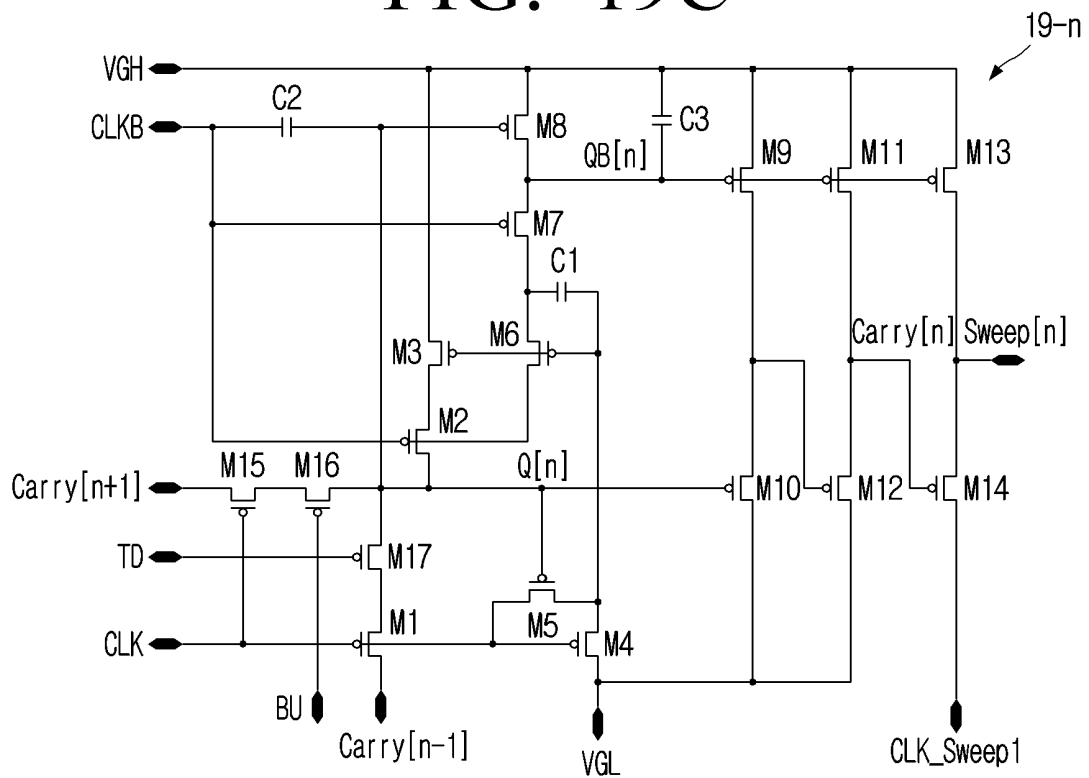 FIG. 19C
19-n
VGH
C2
CLKB
M8
C3
QB[n]
M9
M11
M13
M7
C1
M3
M6
Carry[n]
Sweep[n]
M2
M15
M16
Q[n]
Carry[n+1]
M10
M12
M14
TD
M17
M1
M5
M4
CLK
BU
Carry[n-1]
VGL
CLK_Sweep1